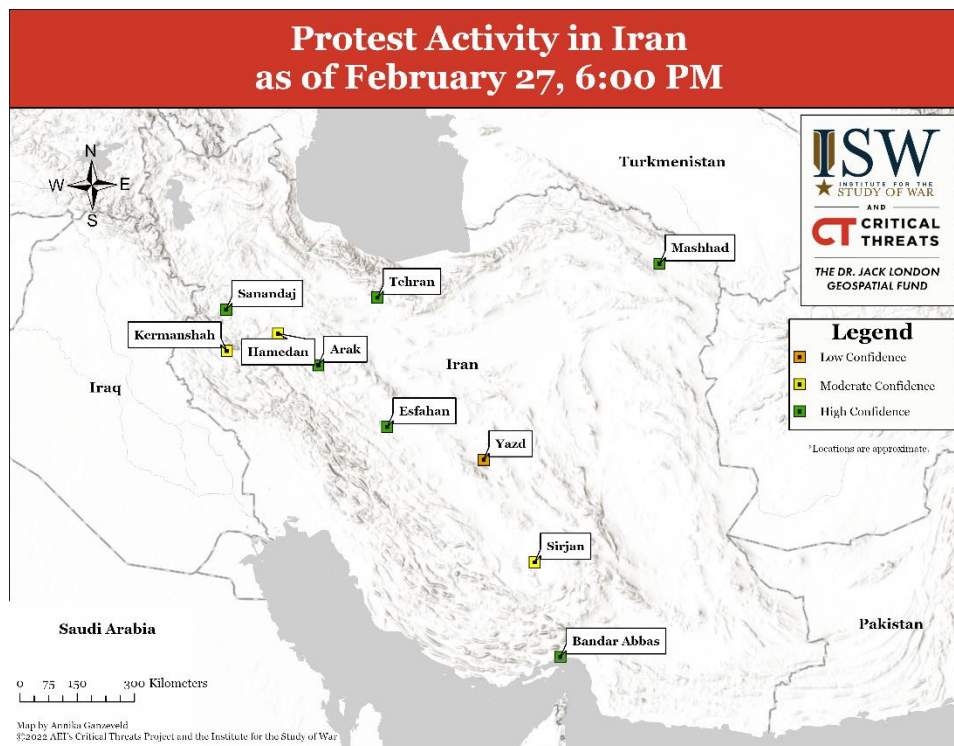 Protest Activity in Iran
as of February 27, 6:00 PM
N
W
E
S
Turkmenistan
ISW
INSTITUTE FOR THE
STUDY OF WAR
AND
CT CRITICAL
THREATS
THE DR. JACK LONDON
GEOSPATIAL FUND
Mashhad
Tehran
Sanandaj
Kermanshah
Hamedan
Arak
Iran
Iraq
Legend
Low Confidence
Moderate Confidence
High Confidence
*Locations are approximate.
Esfahan
Yazd
Sirjan
Bandar Abbas
Saudi Arabia
Pakistan
0 75 150 300 Kilometers
Map by Annika Ganzeveld
©2022 AEI's Critical Threats Project and the Institute for the Study of War